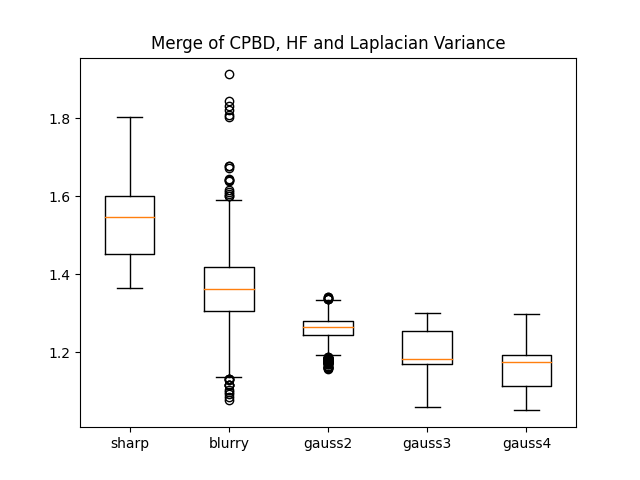 Merge of CPBD, HF and Laplacian Variance
1.8
1.6
1.4
1.2
sharp blurry gauss2 gauss3 gauss4